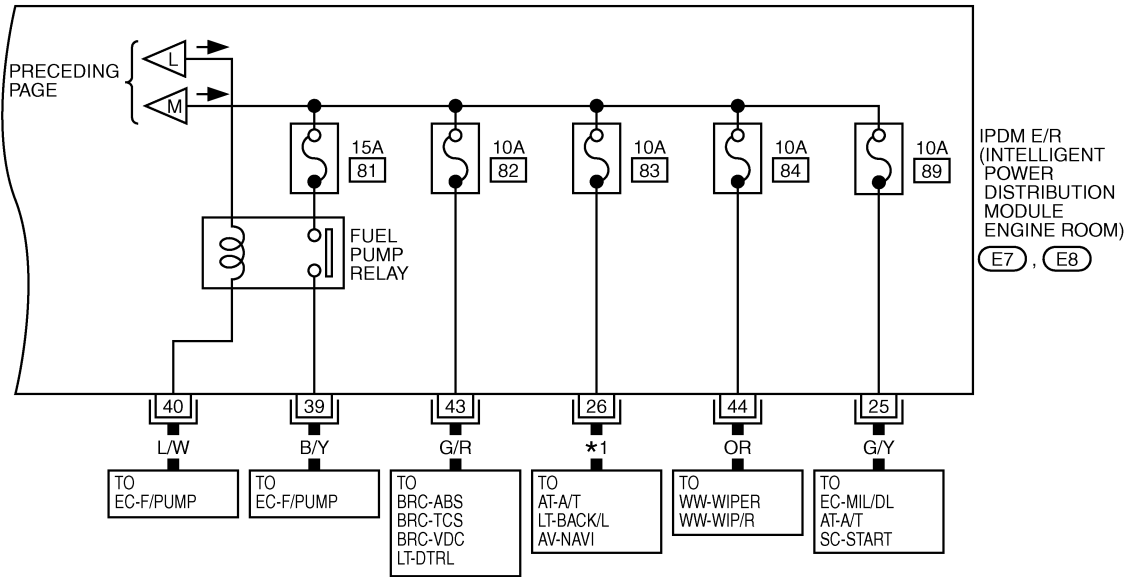 PRECEDING
PAGE
L
M
15A
81
10A
82
10A
83
10A
84
10A
89
IPDM E/R
(INTELLIGENT
POWER
DISTRIBUTION
MODULE
ENGINE ROOM)
E7 , E8
FUEL
PUMP
RELAY
40
39
43
26
44
25
L/W
B/Y
G/R
*1
OR
G/Y
TO
EC-F/PUMP
TO
EC-F/PUMP
TO
BRC-ABS
BRC-TCS
BRC-VDC
LT-DTRL
TO
AT-A/T
LT-BACK/L
AV-NAVI
TO
WW-WIPER
WW-WIP/R
TO
EC-MIL/DL
AT-A/T
SC-START